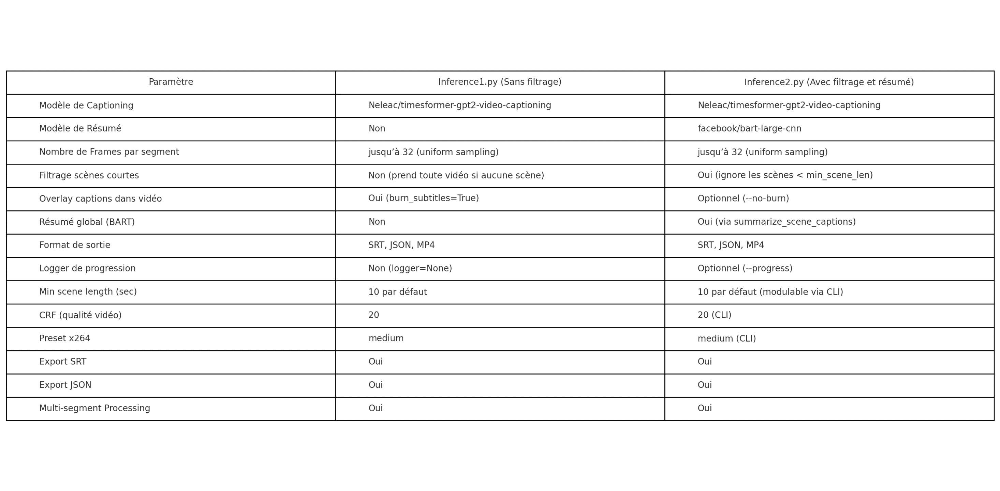 Paramètre Inference1.py (Sans filtrage) Inference2.py (Avec filtrage et résumé)
Modèle de Captioning Neleac/timesformer-gpt2-video-captioning Neleac/timesformer-gpt2-video-captioning
Modèle de Résumé Non facebook/bart-large-cnn
Nombre de Frames par segment jusqu’à 32 (uniform sampling) jusqu’à 32 (uniform sampling)
Filtrage scènes courtes Non (prend toute vidéo si aucune scène) Oui (ignore les scènes < min_scene_len)
Overlay captions dans vidéo Oui (burn_subtitles=True) Optionnel (--no-burn)
Résumé global (BART) Non Oui (via summarize_scene_captions)
Format de sortie SRT, JSON, MP4 SRT, JSON, MP4
Logger de progression Non (logger=None) Optionnel (--progress)
Min scene length (sec) 10 par défaut 10 par défaut (modulable via CLI)
CRF (qualité vidéo) 20 20 (CLI)
Preset x264 medium medium (CLI)
Export SRT Oui Oui
Export JSON Oui Oui
Multi-segment Processing Oui Oui